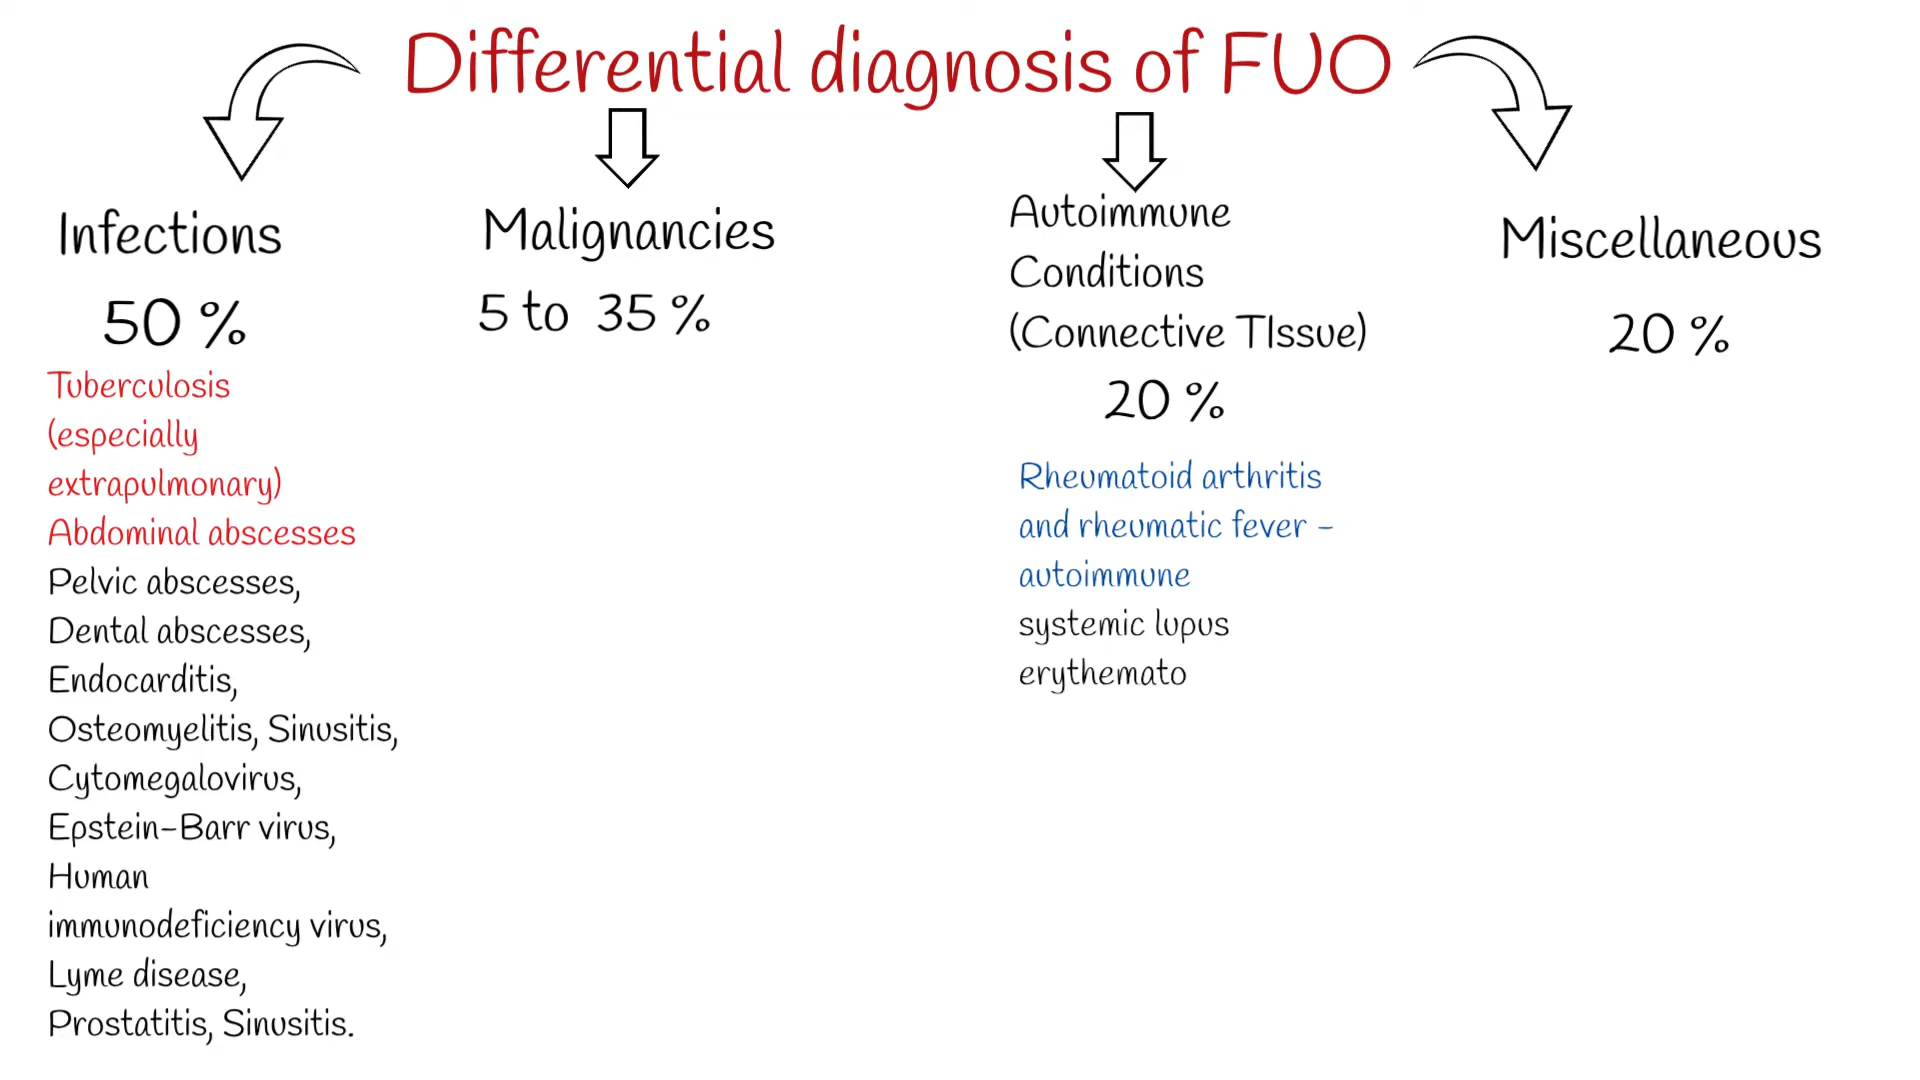 Differential diagnosis of FUO
Infections
50 %
Tuberculosis
(especially
extrapulmonary)
Abdominal abscesses
Pelvic abscesses,
Dental abscesses,
Endocarditis,
Osteomyelitis, Sinusitis,
Cytomegalovirus,
Epstein-Barr virus,
Human
immunodeficiency virus,
Lyme disease,
Prostatitis, Sinusitis.
Malignancies
5 to 35 %
Autoimmune
Conditions
(Connective TIssue)
20 %
Rheumatoid arthritis
and rheumatic fever -
autoimmune
systemic lupus
erythemato
Miscellaneous
20 %